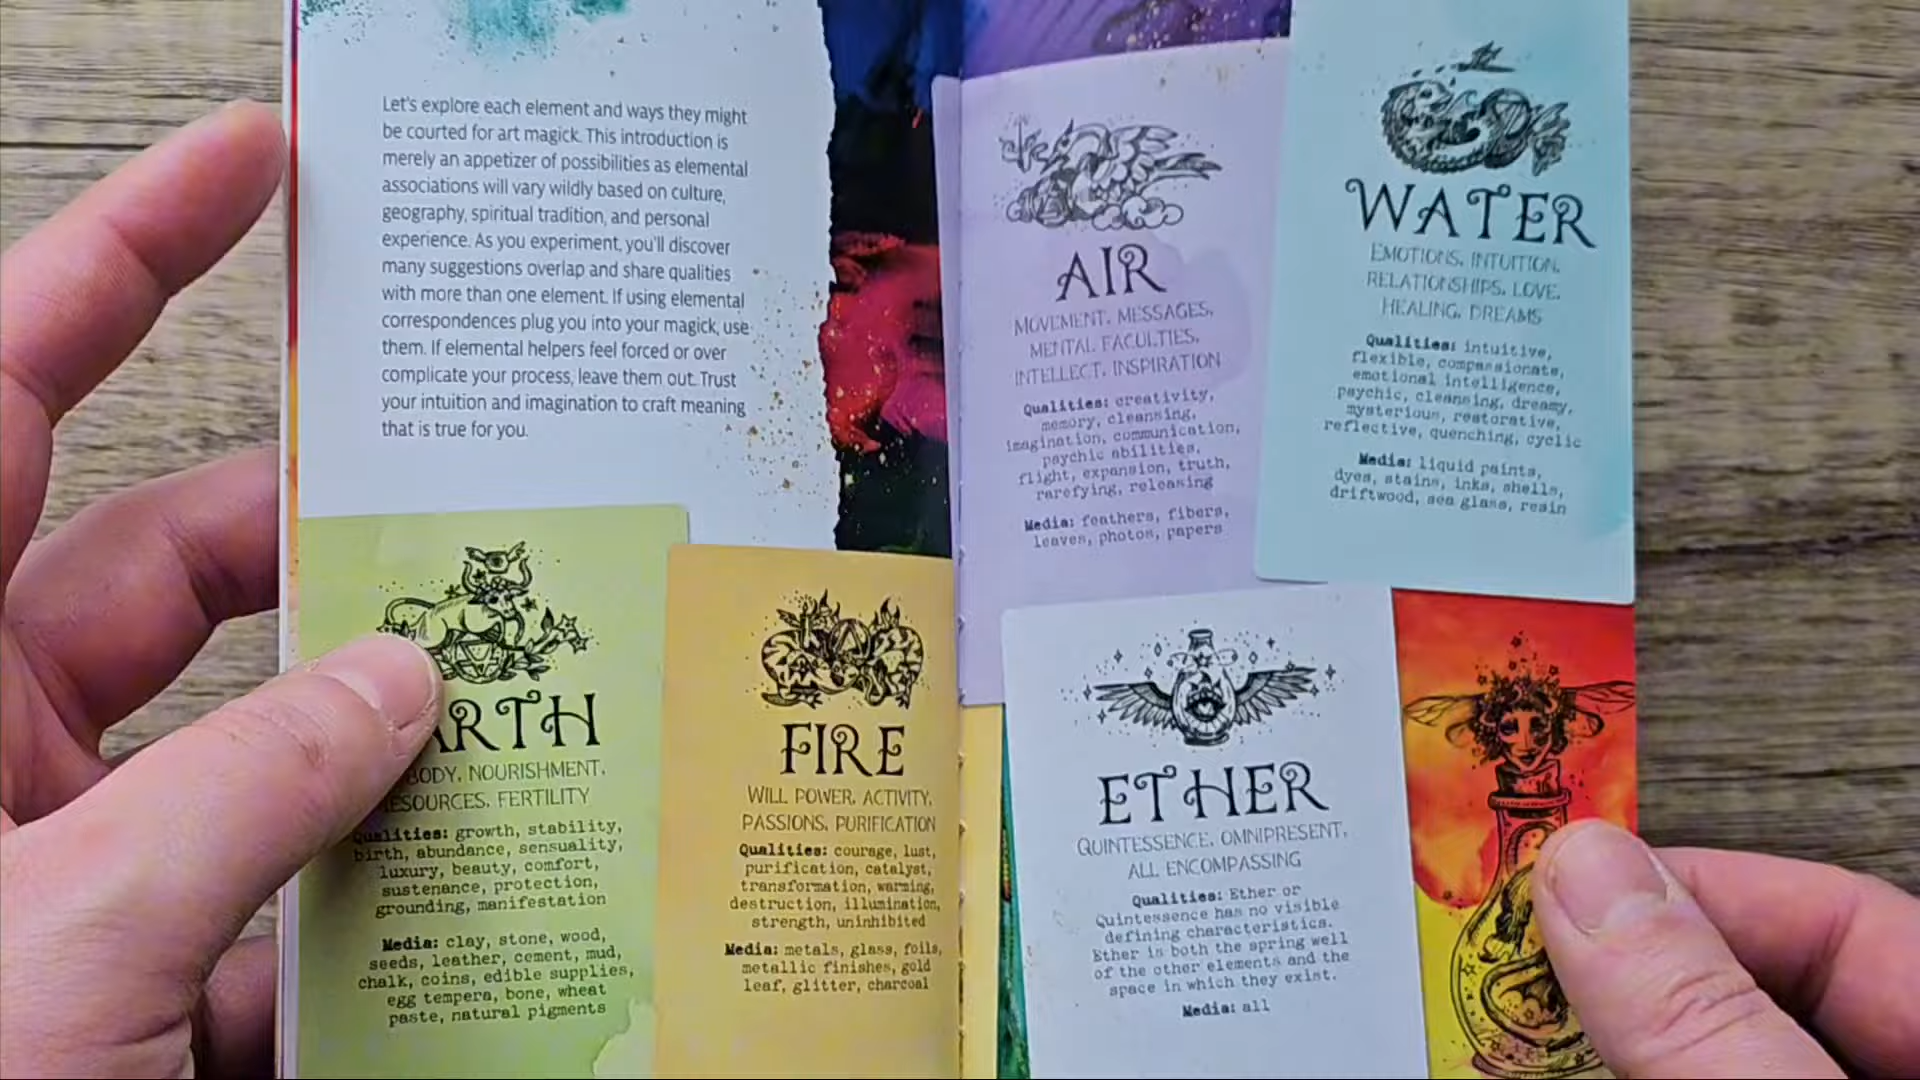 Let's explore each element and ways they might
be courted for art magick. This introduction is
merely an appetizer of possibilities as elemental
associations will vary wildly based on culture,
geography, spiritual tradition, and personal
experience. As you experiment, you'll discover
many suggestions overlap and share qualities
with more than one element. If using elemental
correspondences plug you into your magick, use
them. If elemental helpers feel forced or over
complicate your process, leave them out. Trust
your intuition and imagination to craft meaning
that is true for you.
ARTH
BODY, NOURISHMENT,
ESOURCES, FERTILITY
Qualities: growth, stability,
birth, abundance, sensuality,
luxury, beauty, comfort,
sustenance, protection,
grounding, manifestation
Media: clay, stone, wood,
seeds, leather, cement, mud,
chalk, coins, edible supplies,
egg tempera, bone, wheat
paste, natural pigments
FIRE
WILL POWER, ACTIVITY,
PASSIONS, PURIFICATION
Qualities: courage, lust,
purification, catalyst,
transformation, warming,
destruction, illumination,
strength, uninhibited
Media: metals, glass, foils,
metallic finishes, gold
leaf, glitter, charcoal
AIR
MOVEMENT, MESSAGES,
MENTAL FACULTIES,
INTELLECT, INSPIRATION
Qualities: creativity,
memory, cleansing,
imagination, communication,
psychic abilities,
flight, expansion, truth,
rarefying, releasing
Media: feathers, fibers,
leaves, photos, papers
WATER
EMOTIONS, INTUITION,
RELATIONSHIPS, LOVE,
HEALING, DREAMS
Qualities: intuitive,
flexible, compassionate,
emotional intelligence,
psychic, cleansing, dreamy,
mysterious, restorative,
reflective, quenching, cyclic
Media: liquid paints,
dyes, stains, inks, shells,
driftwood, sea glass, resin
ETHER
QUINTESSENCE, OMNIPRESENT,
ALL ENCOMPASSING
Qualities: Ether or
Quintessence has no visible
defining characteristics.
Ether is both the spring well
of the other elements and the
space in which they exist.
Media: all